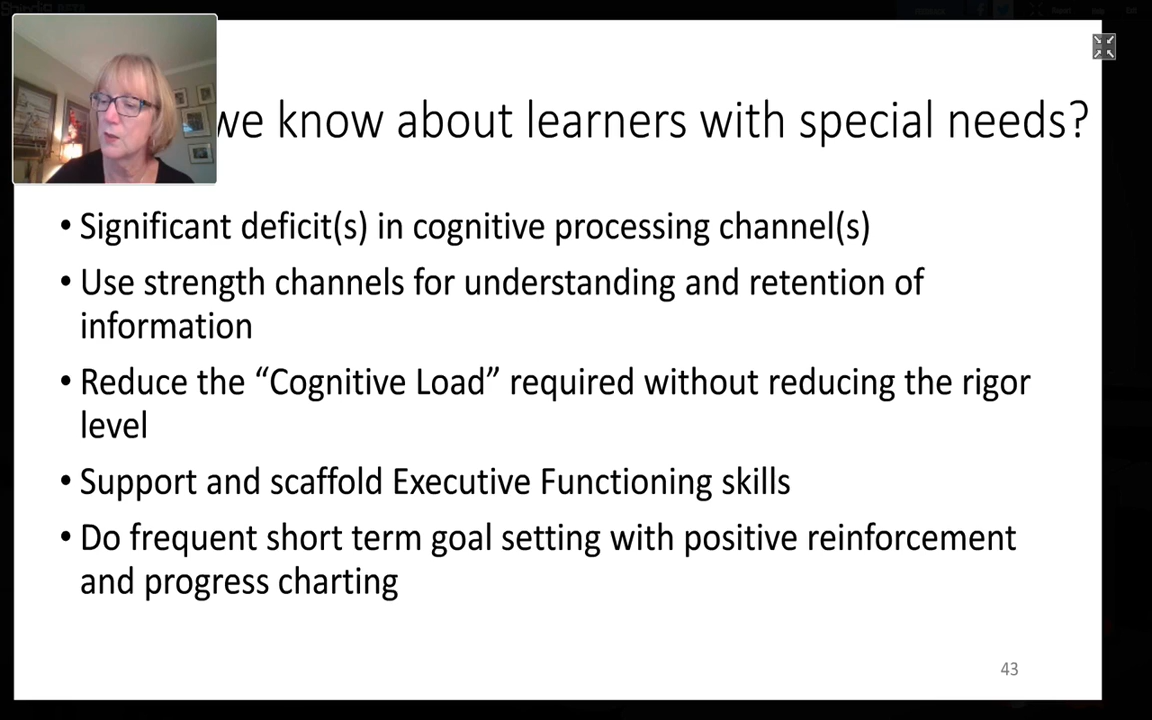 we know about learners with special needs?
• Significant deficit(s) in cognitive processing channel(s)
• Use strength channels for understanding and retention of
information
• Reduce the “Cognitive Load” required without reducing the rigor
level
• Support and scaffold Executive Functioning skills
• Do frequent short term goal setting with positive reinforcement
and progress charting
43